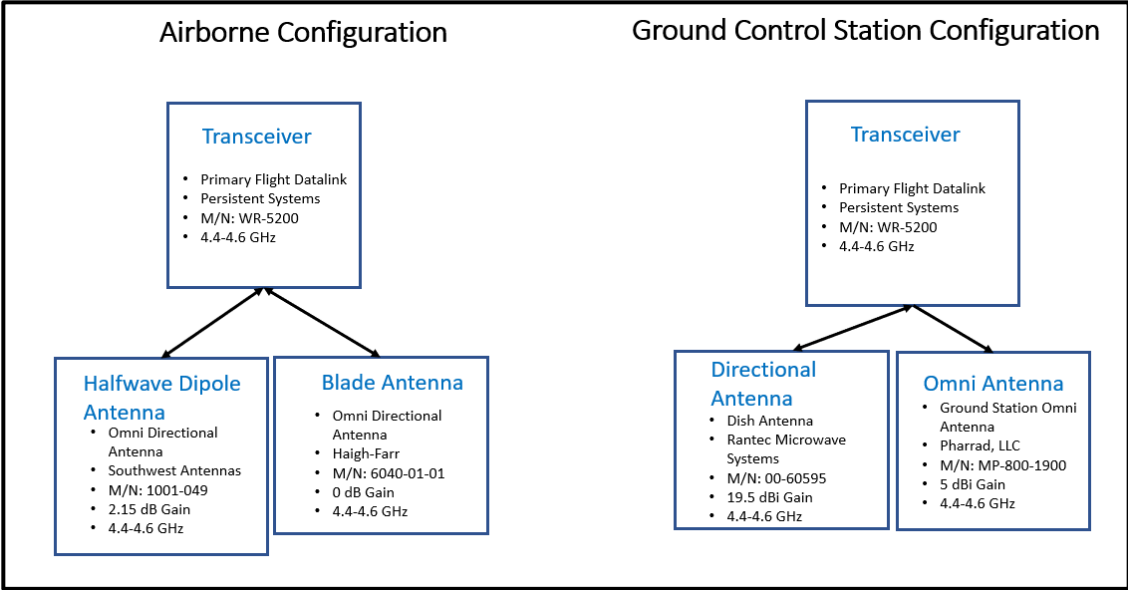 Airborne Configuration
Ground Control Station Configuration
Transceiver
• Primary Flight Datalink
• Persistent Systems
• M/N: WR-5200
• 4.4-4.6 GHz
Transceiver
• Primary Flight Datalink
• Persistent Systems
• M/N: WR-5200
• 4.4-4.6 GHz
Halfwave Dipole
Antenna
• Omni Directional
Antenna
• Southwest Antennas
• M/N: 1001-049
• 2.15 dB Gain
• 4.4-4.6 GHz
Blade Antenna
• Omni Directional
Antenna
• Haigh-Farr
• M/N: 6040-01-01
• 0 dB Gain
• 4.4-4.6 GHz
Directional
Antenna
• Dish Antenna
• Rantec Microwave
Systems
• M/N: 00-60595
• 19.5 dBi Gain
• 4.4-4.6 GHz
Omni Antenna
• Ground Station Omni
Antenna
• Pharrad, LLC
• M/N: MP-800-1900
• 5 dBi Gain
• 4.4-4.6 GHz